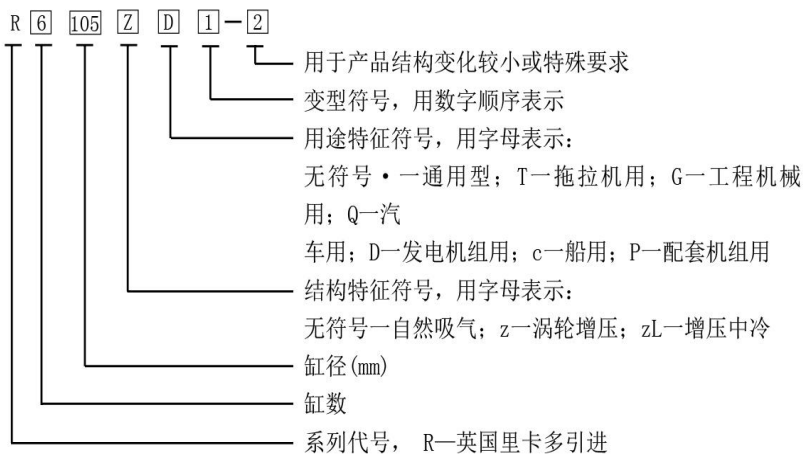 R 6 105 Z D 1-2
用于产品结构变化较小或特殊要求
变型符号，用数字顺序表示
用途特征符号，用字母表示：
无符号·一通用型；T一拖拉机用；G一工程机械
用；Q一汽
车用；D一发电机组用；c一船用；P一配套机组用
结构特征符号，用字母表示：
无符号一自然吸气；z一涡轮增压；zL一增压中冷
缸径(mm)
缸数
系列代号， R—英国里卡多引进